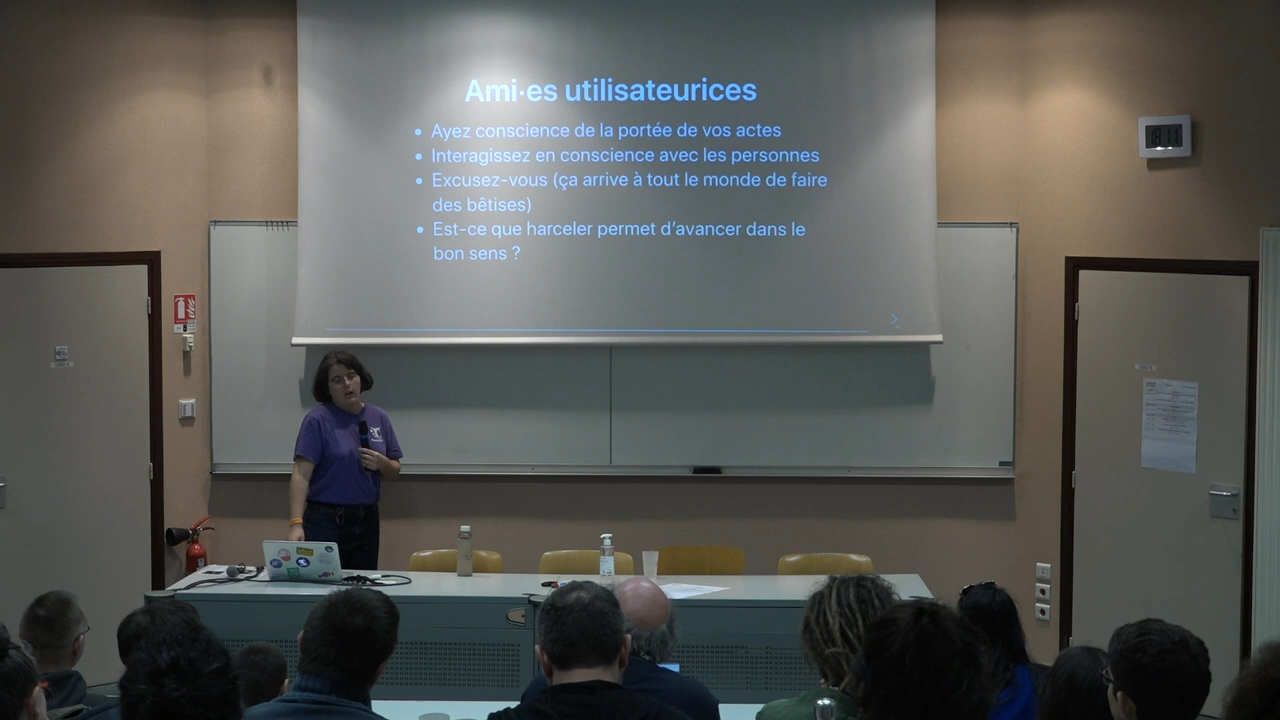 Ami·es utilisateurices
• Ayez conscience de la portée de vos actes
• Interagissez en conscience avec les personnes
• Excusez-vous (ça arrive à tout le monde de faire
des bêtises)
• Est-ce que harceler permet d'avancer dans le
bon sens ?